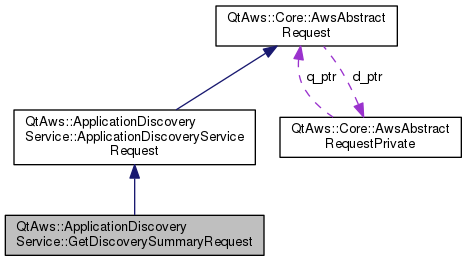 QtAws::Core::AwsAbstract
Request
q_ptr
d_ptr
QtAws::ApplicationDiscovery
Service::ApplicationDiscoveryService
Request
QtAws::Core::AwsAbstract
RequestPrivate
QtAws::ApplicationDiscovery
Service::GetDiscoverySummaryRequest